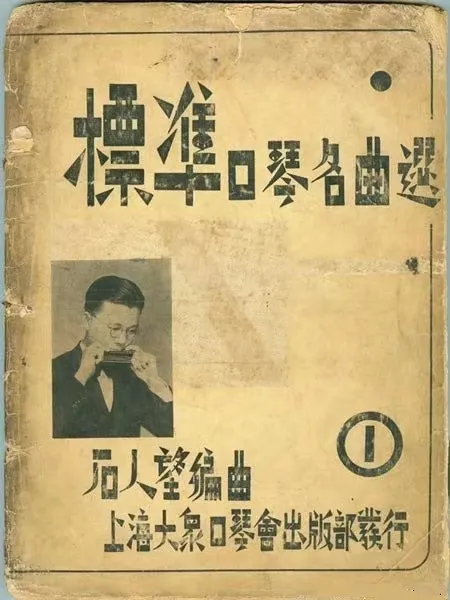 標準口琴名曲選
1
石人望編曲
上海大衆口琴會出版部發行